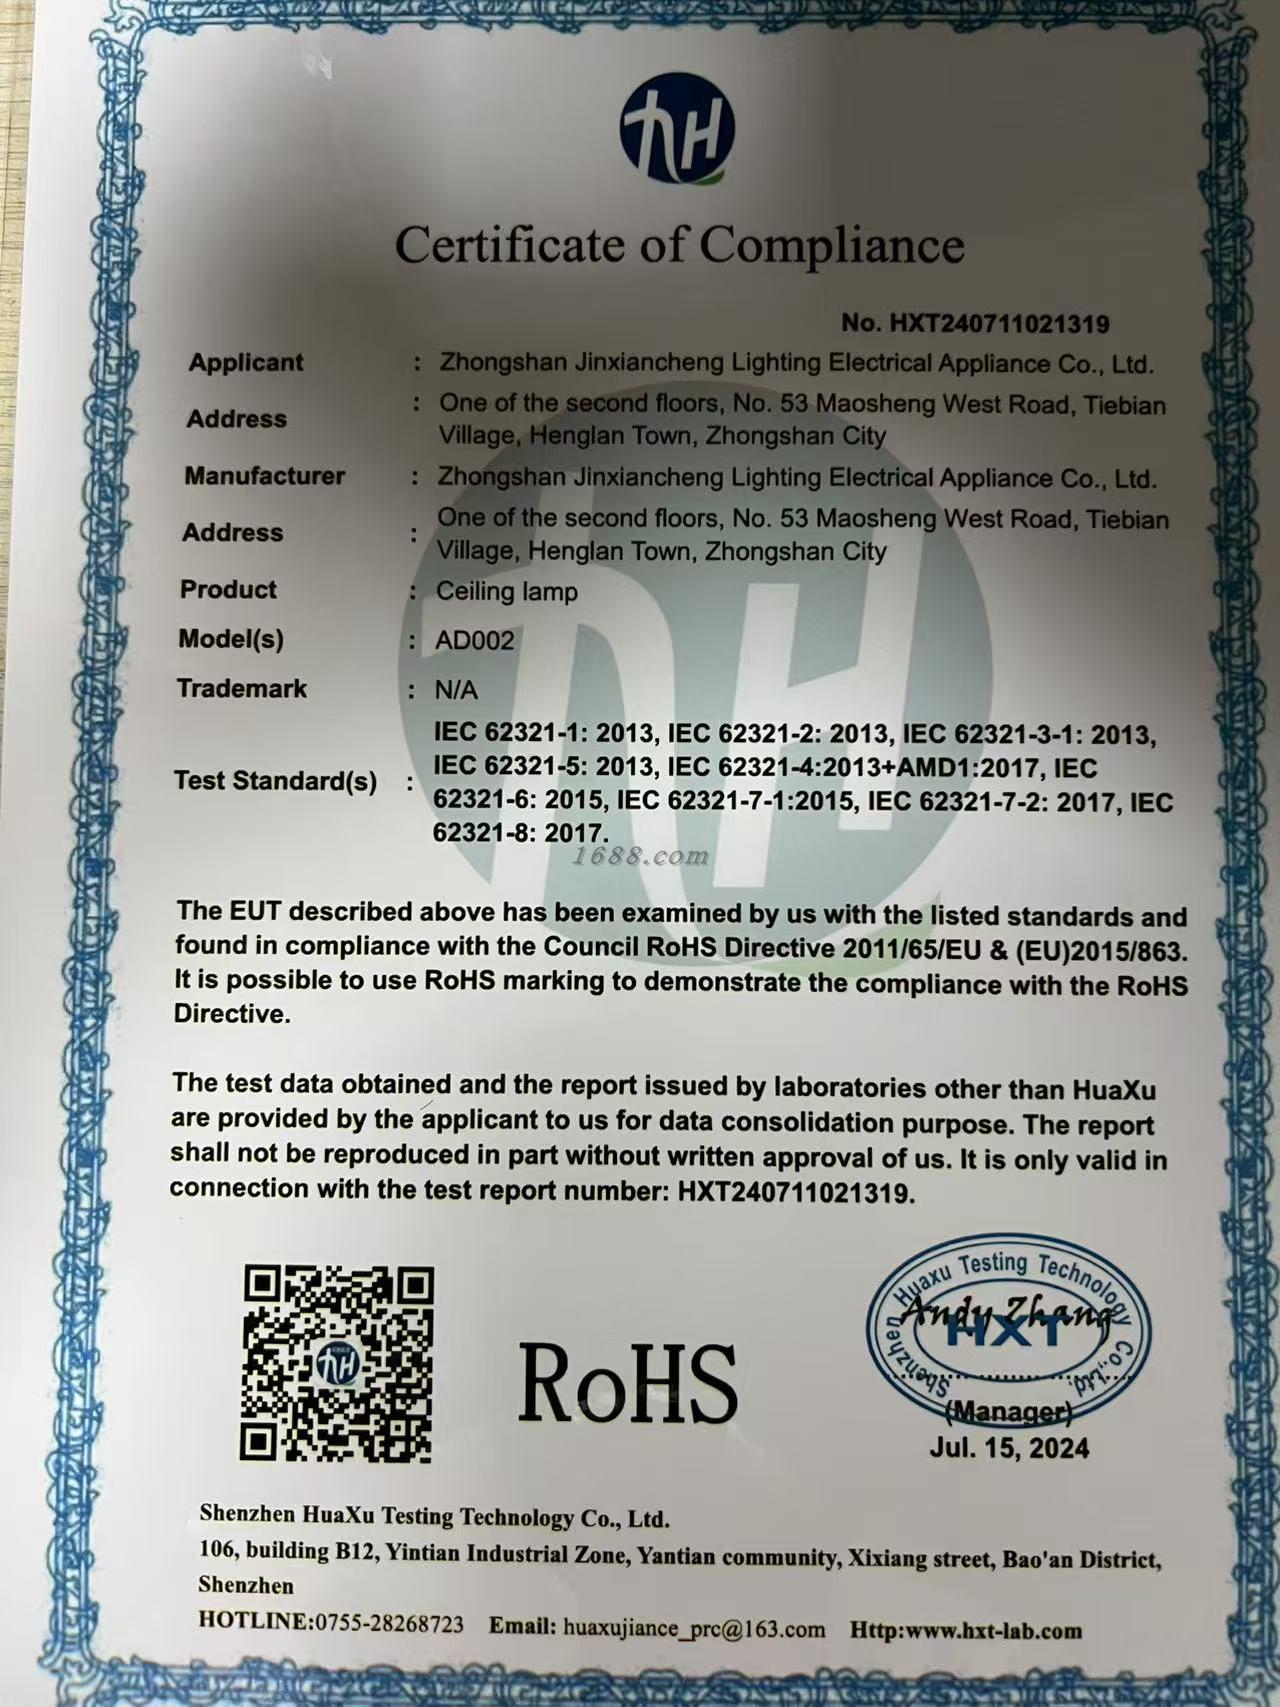 Certificate of Compliance
No. HXT240711021319
Applicant : Zhongshan Jinxiancheng Lighting Electrical Appliance Co., Ltd.
Address : One of the second floors, No. 53 Maosheng West Road, Tiebian
Village, Henglan Town, Zhongshan City
Manufacturer : Zhongshan Jinxiancheng Lighting Electrical Appliance Co., Ltd.
Address : One of the second floors, No. 53 Maosheng West Road, Tiebian
Village, Henglan Town, Zhongshan City
Product : Ceiling lamp
Model(s) : AD002
Trademark : N/A
Test Standard(s) : IEC 62321-1: 2013, IEC 62321-2: 2013, IEC 62321-3-1: 2013,
IEC 62321-5: 2013, IEC 62321-4:2013+AMD1:2017, IEC
62321-6: 2015, IEC 62321-7-1:2015, IEC 62321-7-2: 2017, IEC
62321-8: 2017.
1688.com
The EUT described above has been examined by us with the listed standards and
found in compliance with the Council RoHS Directive 2011/65/EU & (EU)2015/863.
It is possible to use RoHS marking to demonstrate the compliance with the RoHS
Directive.
The test data obtained and the report issued by laboratories other than HuaXu
are provided by the applicant to us for data consolidation purpose. The report
shall not be reproduced in part without written approval of us. It is only valid in
connection with the test report number: HXT240711021319.
RoHS
Shenzhen Huaxu Testing Technology Co.,Ltd.
Andy Zhang
HXT
(Manager)
Jul. 15, 2024
Shenzhen HuaXu Testing Technology Co., Ltd.
106, building B12, Yintian Industrial Zone, Yantian community, Xixiang street, Bao'an District,
Shenzhen
HOTLINE:0755-28268723 Email: huaxujiance_prc@163.com Http:www.hxt-lab.com